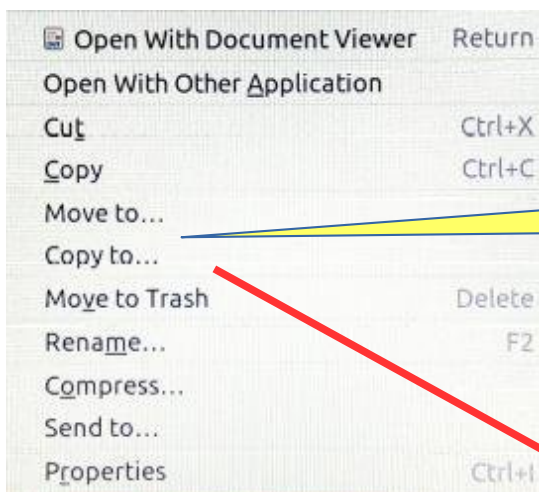 Open With Document Viewer Return
Open With Other Application
Cut Ctrl+X
Copy Ctrl+C
Move to...
Copy to...
Move to Trash Delete
Rename... F2
Compress...
Send to...
Properties Ctrl+I